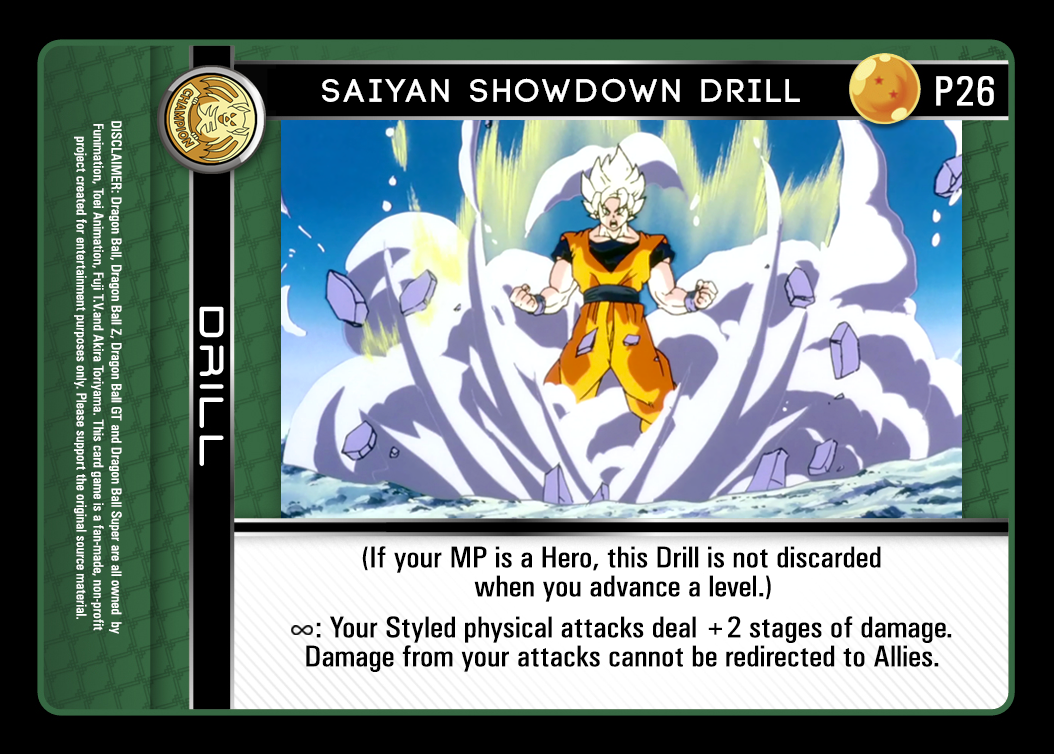 SAIYAN SHOWDOWN DRILL
P26
CHAMPION
DRILL
DISCLAIMER: Dragon Ball, Dragon Ball Z, Dragon Ball GT and Dragon Ball Super are all owned by
Funimation, Toei Animation, Fuji T.V.and Akira Toriyama. This card game is a fan-made, non-profit
project created for entertainment purposes only. Please support the original source material.
(If your MP is a Hero, this Drill is not discarded
when you advance a level.)
∞: Your Styled physical attacks deal +2 stages of damage.
Damage from your attacks cannot be redirected to Allies.